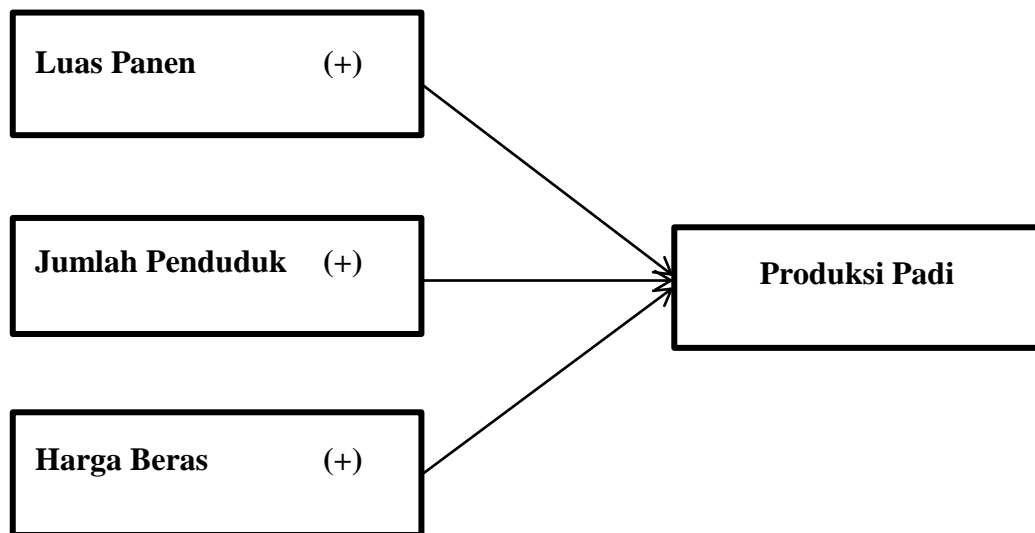 Luas Panen (+)
Jumlah Penduduk (+)
Produksi Padi
Harga Beras (+)